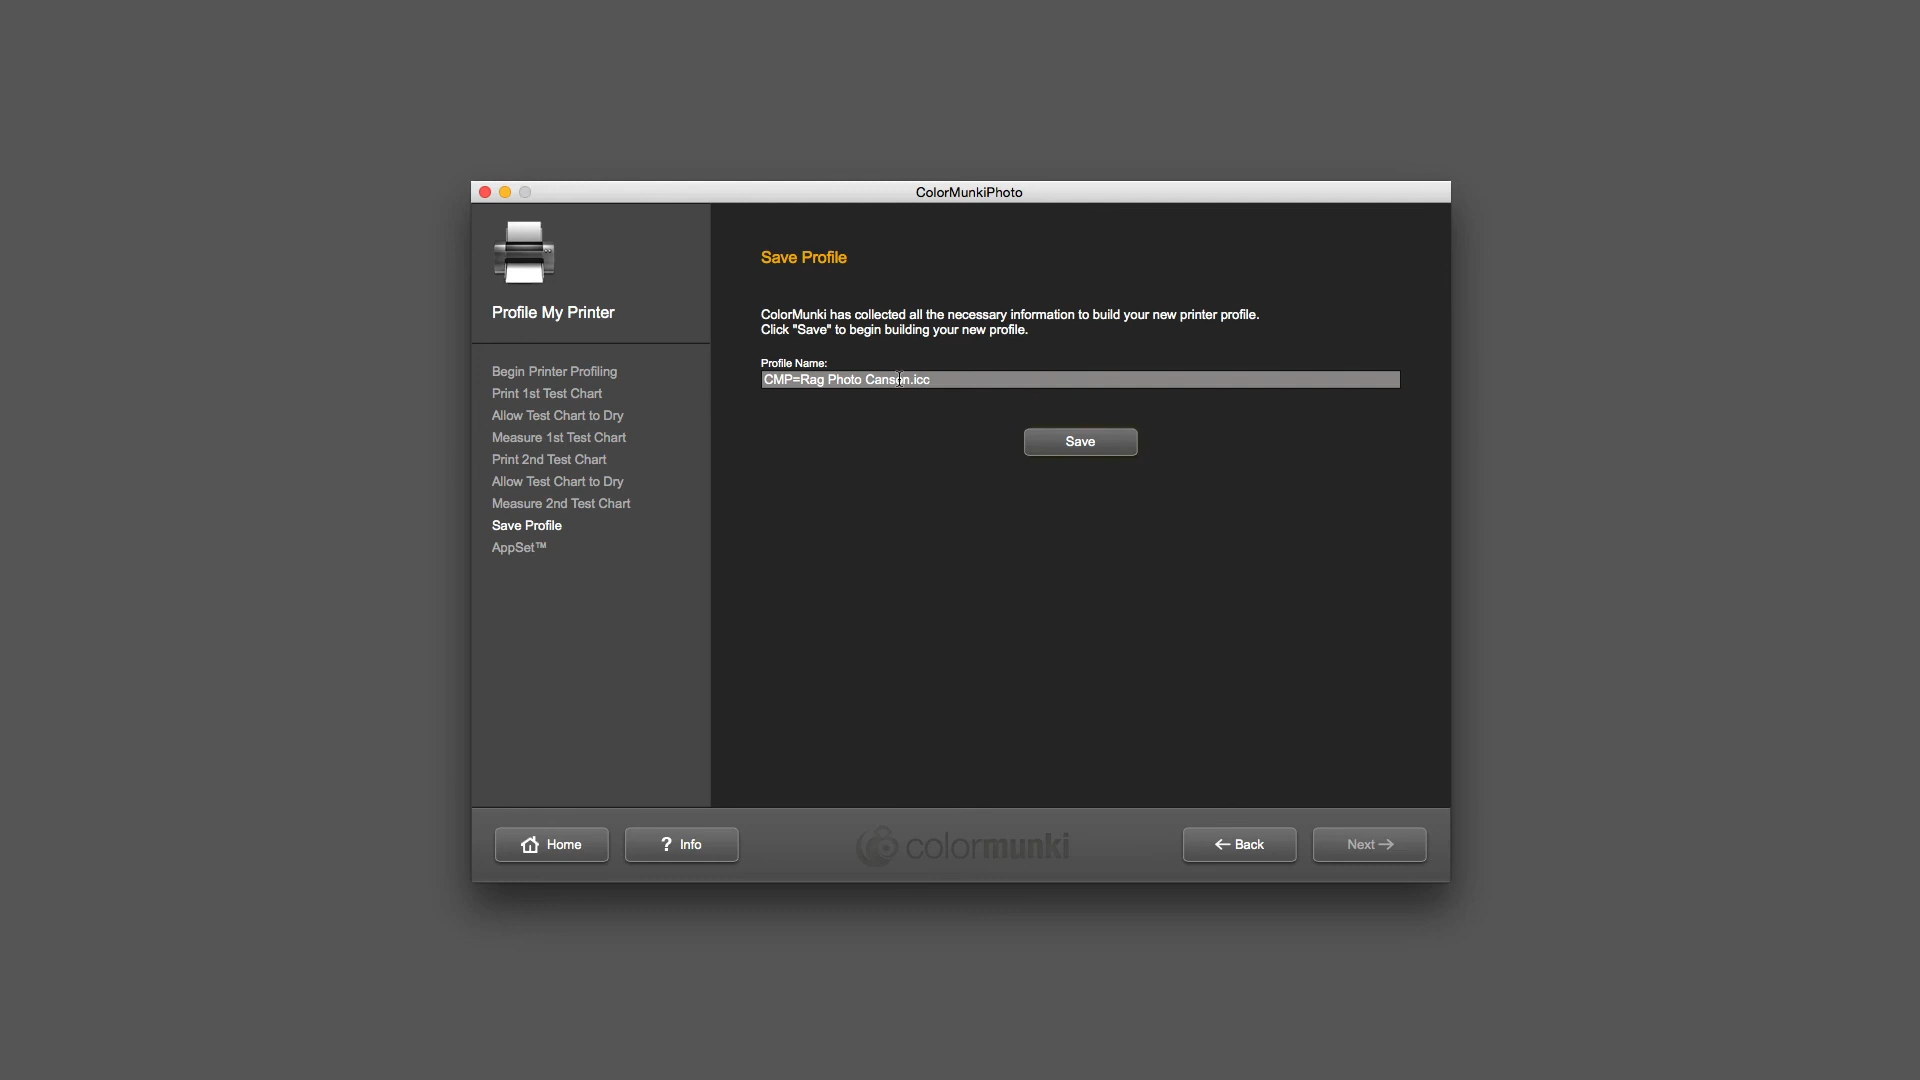 ColorMunkiPhoto
Profile My Printer
Begin Printer Profiling
Print 1st Test Chart
Allow Test Chart to Dry
Measure 1st Test Chart
Print 2nd Test Chart
Allow Test Chart to Dry
Measure 2nd Test Chart
Save Profile
AppSet™
Save Profile
ColorMunki has collected all the necessary information to build your new printer profile.
Click "Save" to begin building your new profile.
Profile Name:
CMP=Rag Photo Canson.icc
Save
Home
? Info
colormunki
← Back
Next →